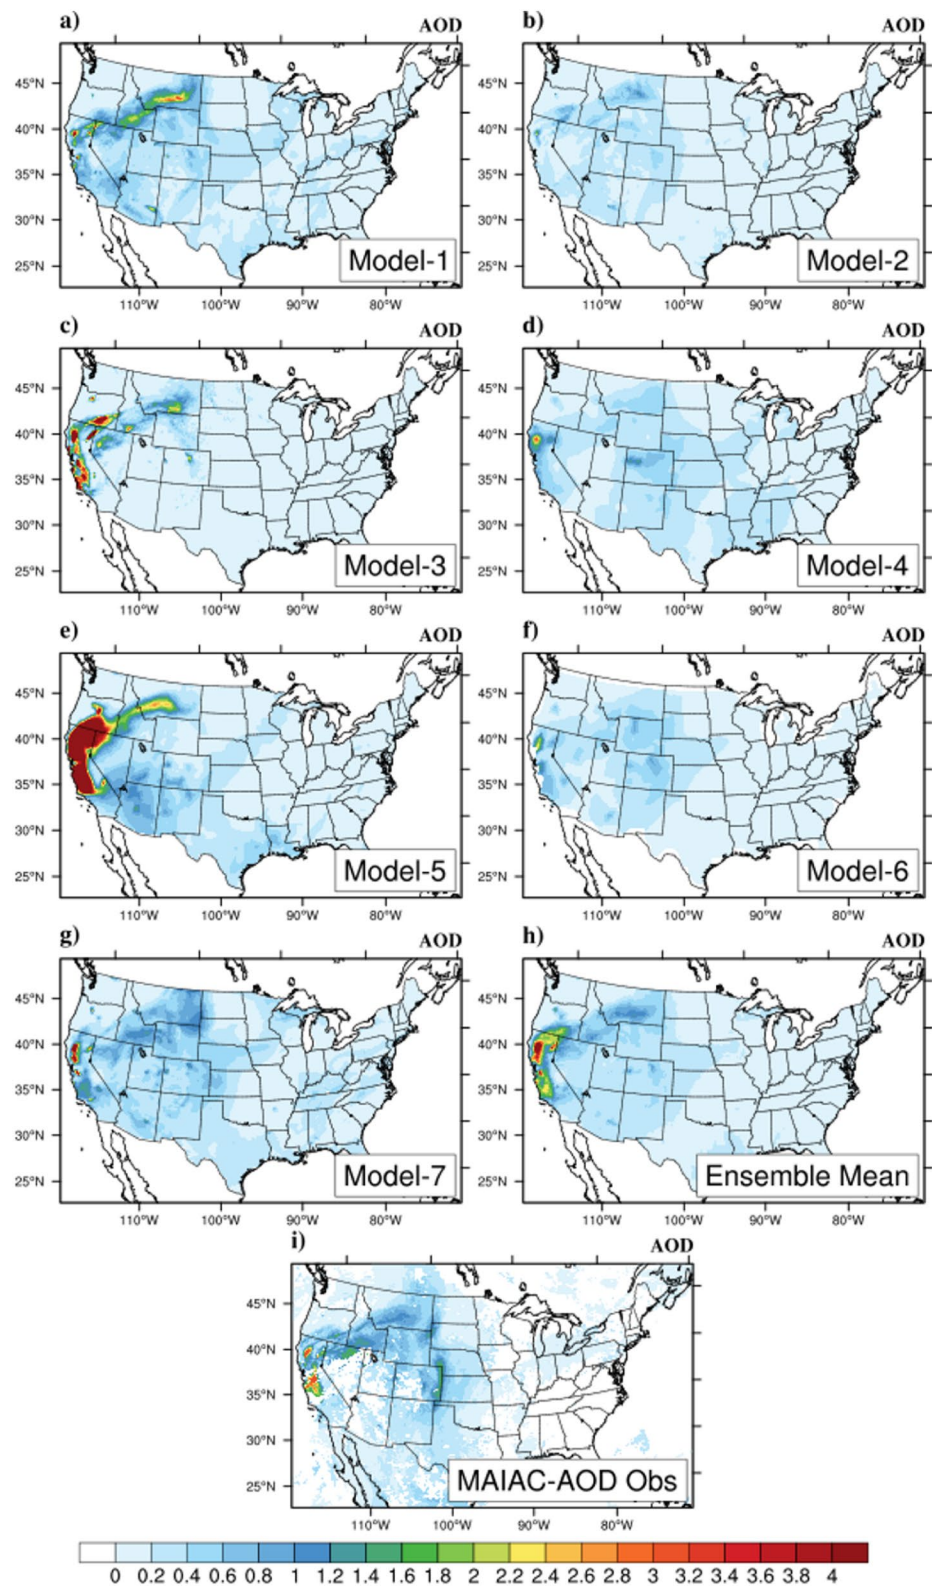 a) AOD b) AOD
45°N 45°N
40°N 40°N
35°N 35°N
30°N 30°N
25°N Model-1 25°N Model-2
110°W 100°W 90°W 80°W 110°W 100°W 90°W 80°W
c) AOD d) AOD
45°N 45°N
40°N 40°N
35°N 35°N
30°N 30°N
25°N Model-3 25°N Model-4
110°W 100°W 90°W 80°W 110°W 100°W 90°W 80°W
e) AOD f) AOD
45°N 45°N
40°N 40°N
35°N 35°N
30°N 30°N
25°N Model-5 25°N Model-6
110°W 100°W 90°W 80°W 110°W 100°W 90°W 80°W
g) AOD h) AOD
45°N 45°N
40°N 40°N
35°N 35°N
30°N 30°N
25°N Model-7 25°N Ensemble Mean
110°W 100°W 90°W 80°W 110°W 100°W 90°W 80°W
i) AOD
45°N
40°N
35°N
30°N
25°N MAIAC-AOD Obs
110°W 100°W 90°W 80°W
0 0.2 0.4 0.6 0.8 1 1.2 1.4 1.6 1.8 2 2.2 2.4 2.6 2.8 3 3.2 3.4 3.6 3.8 4